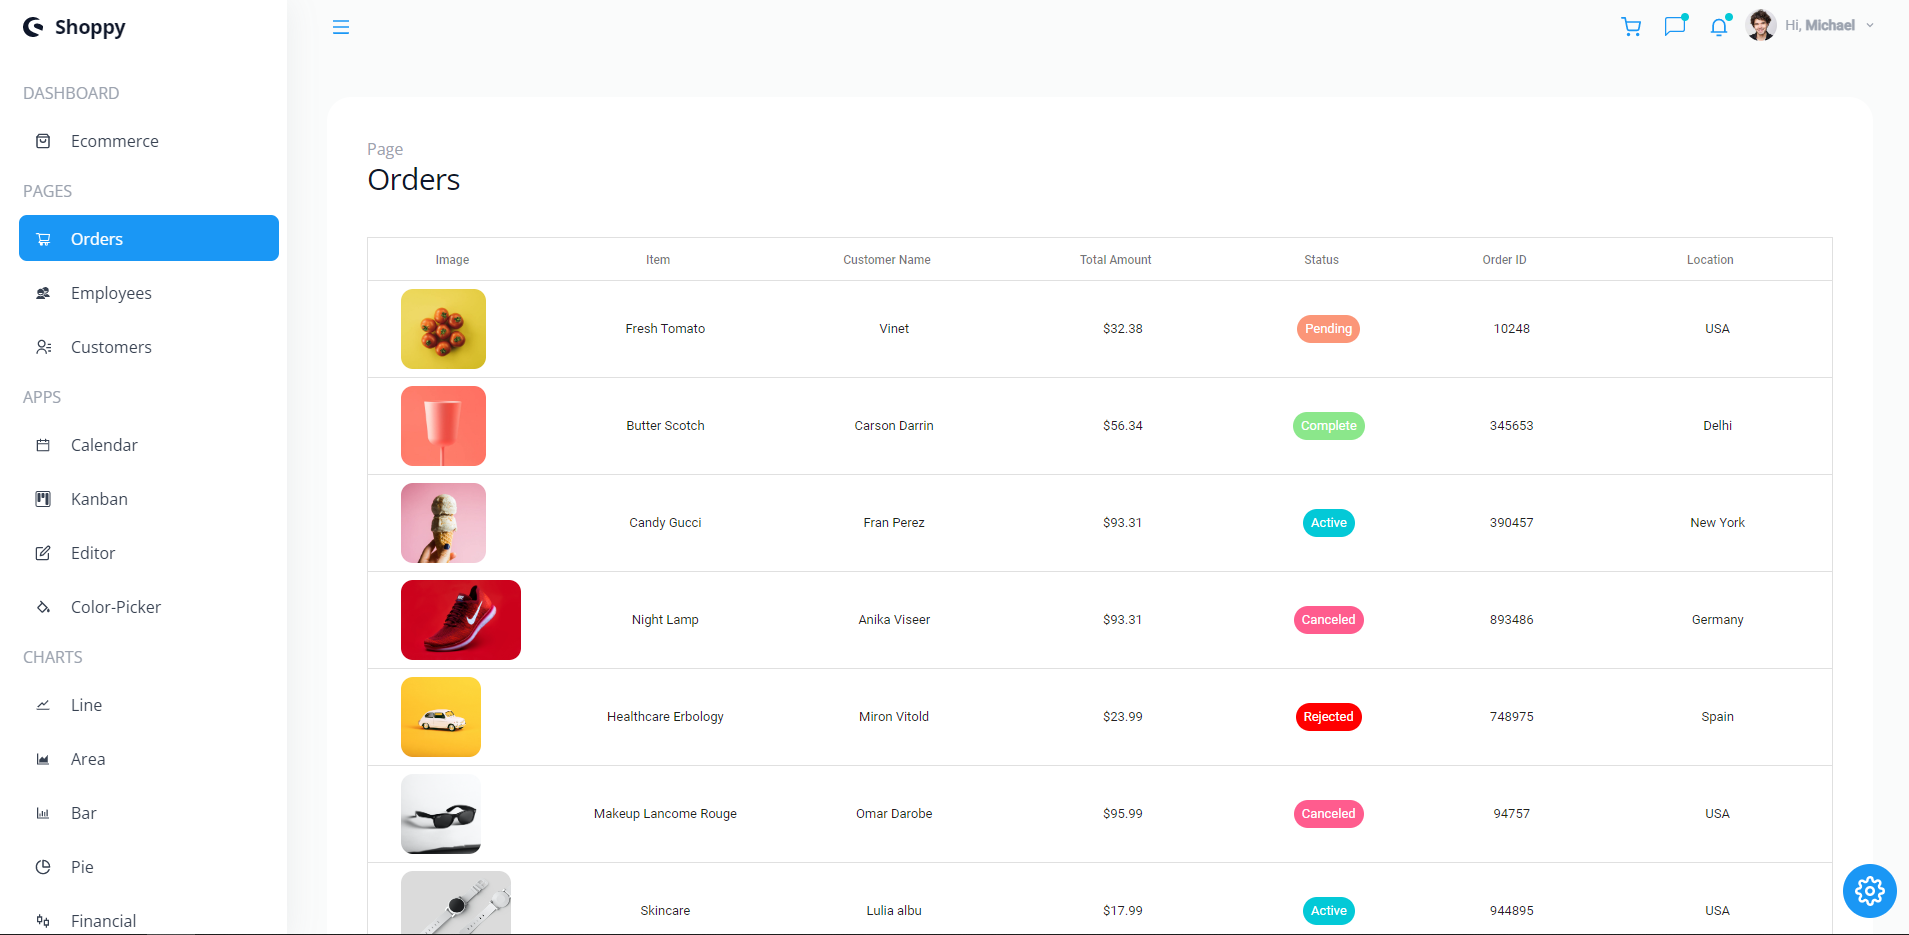 Shoppy
Hi, Michael
DASHBOARD
Ecommerce
PAGES
Orders
Employees
Customers
APPS
Calendar
Kanban
Editor
Color-Picker
CHARTS
Line
Area
Bar
Pie
Financial
Page
Orders
Image Item Customer Name Total Amount Status Order ID Location
Fresh Tomato Vinet $32.38 Pending 10248 USA
Butter Scotch Carson Darrin $56.34 Complete 345653 Delhi
Candy Gucci Fran Perez $93.31 Active 390457 New York
Night Lamp Anika Viseer $93.31 Canceled 893486 Germany
Healthcare Erbology Miron Vitold $23.99 Rejected 748975 Spain
Makeup Lancome Rouge Omar Darobe $95.99 Canceled 94757 USA
Skincare Lulia albu $17.99 Active 944895 USA